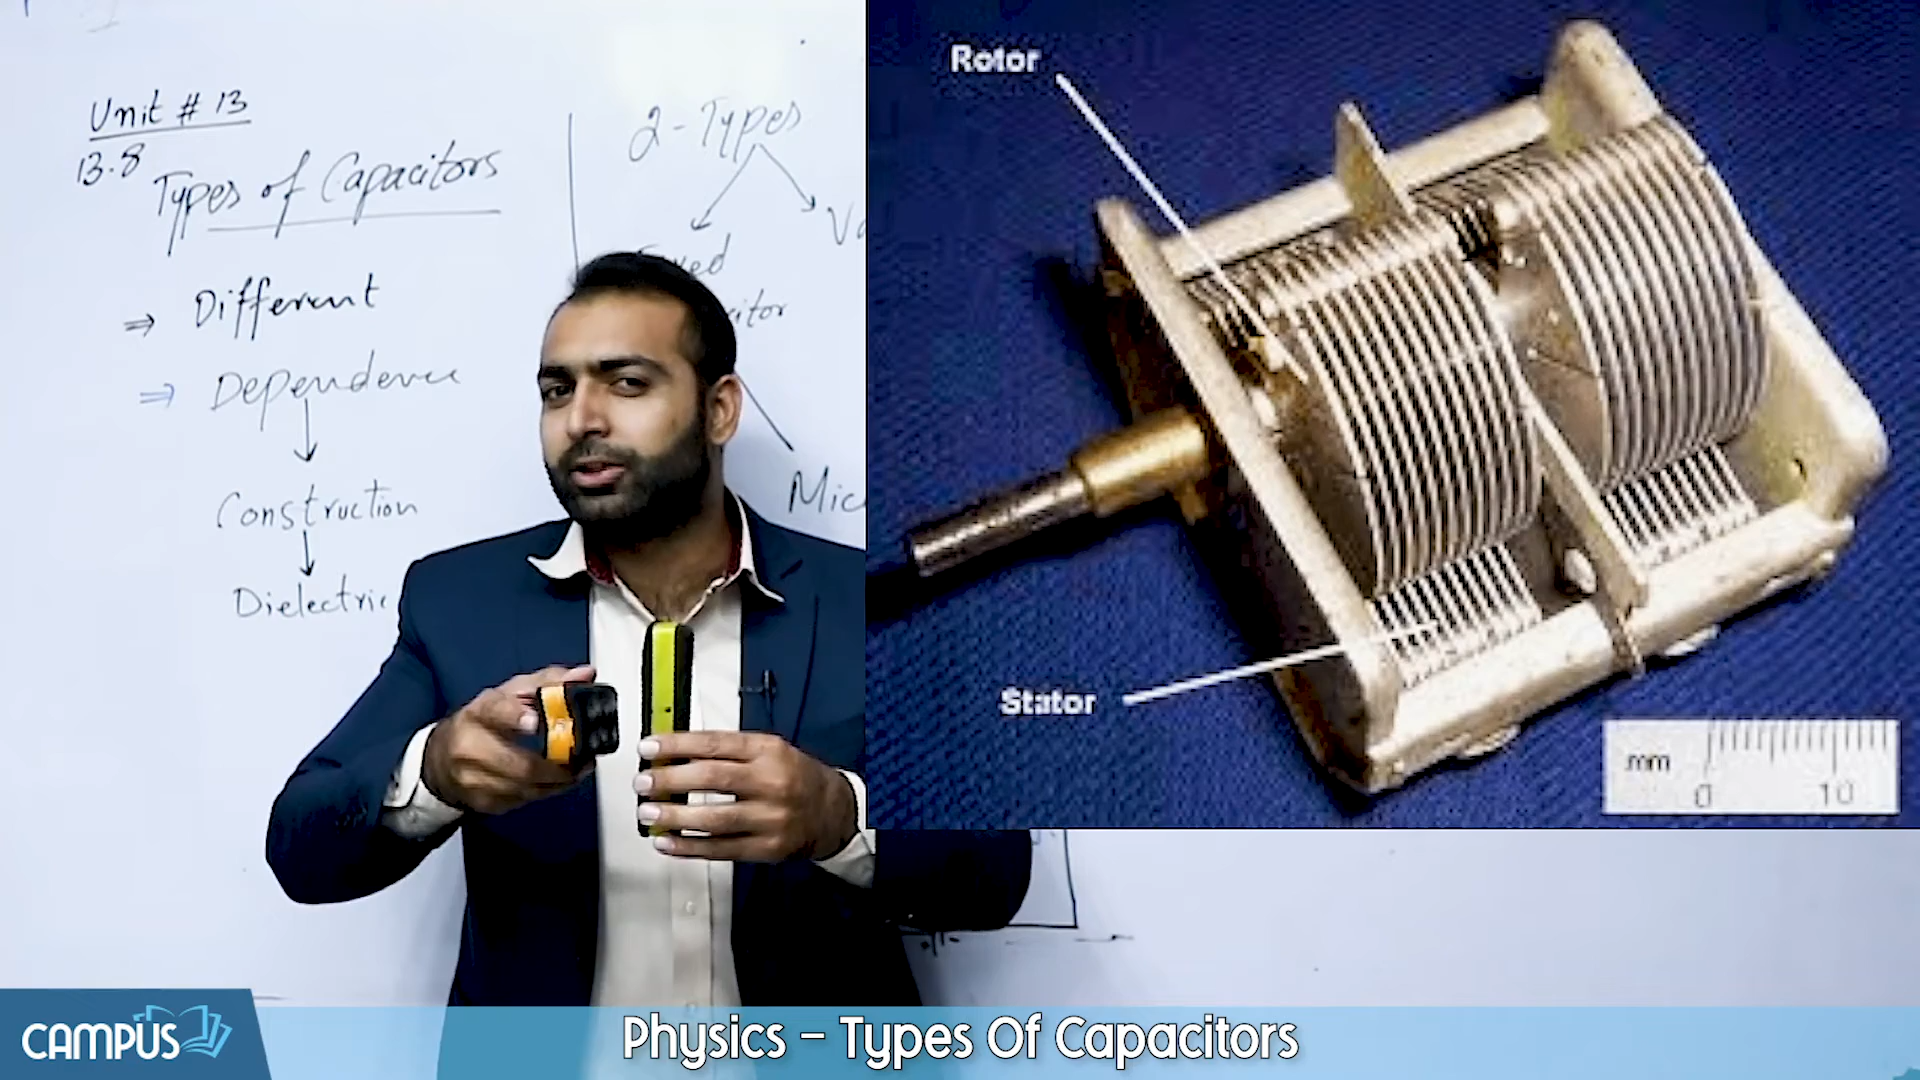 Unit # 13
13.8
Types of Capacitors
⇒ Different
⇒ Dependence
Construction
Dielectric
2-Types
Rotor
Stator
mm
0 10
CAMPUS
Physics – Types Of Capacitors